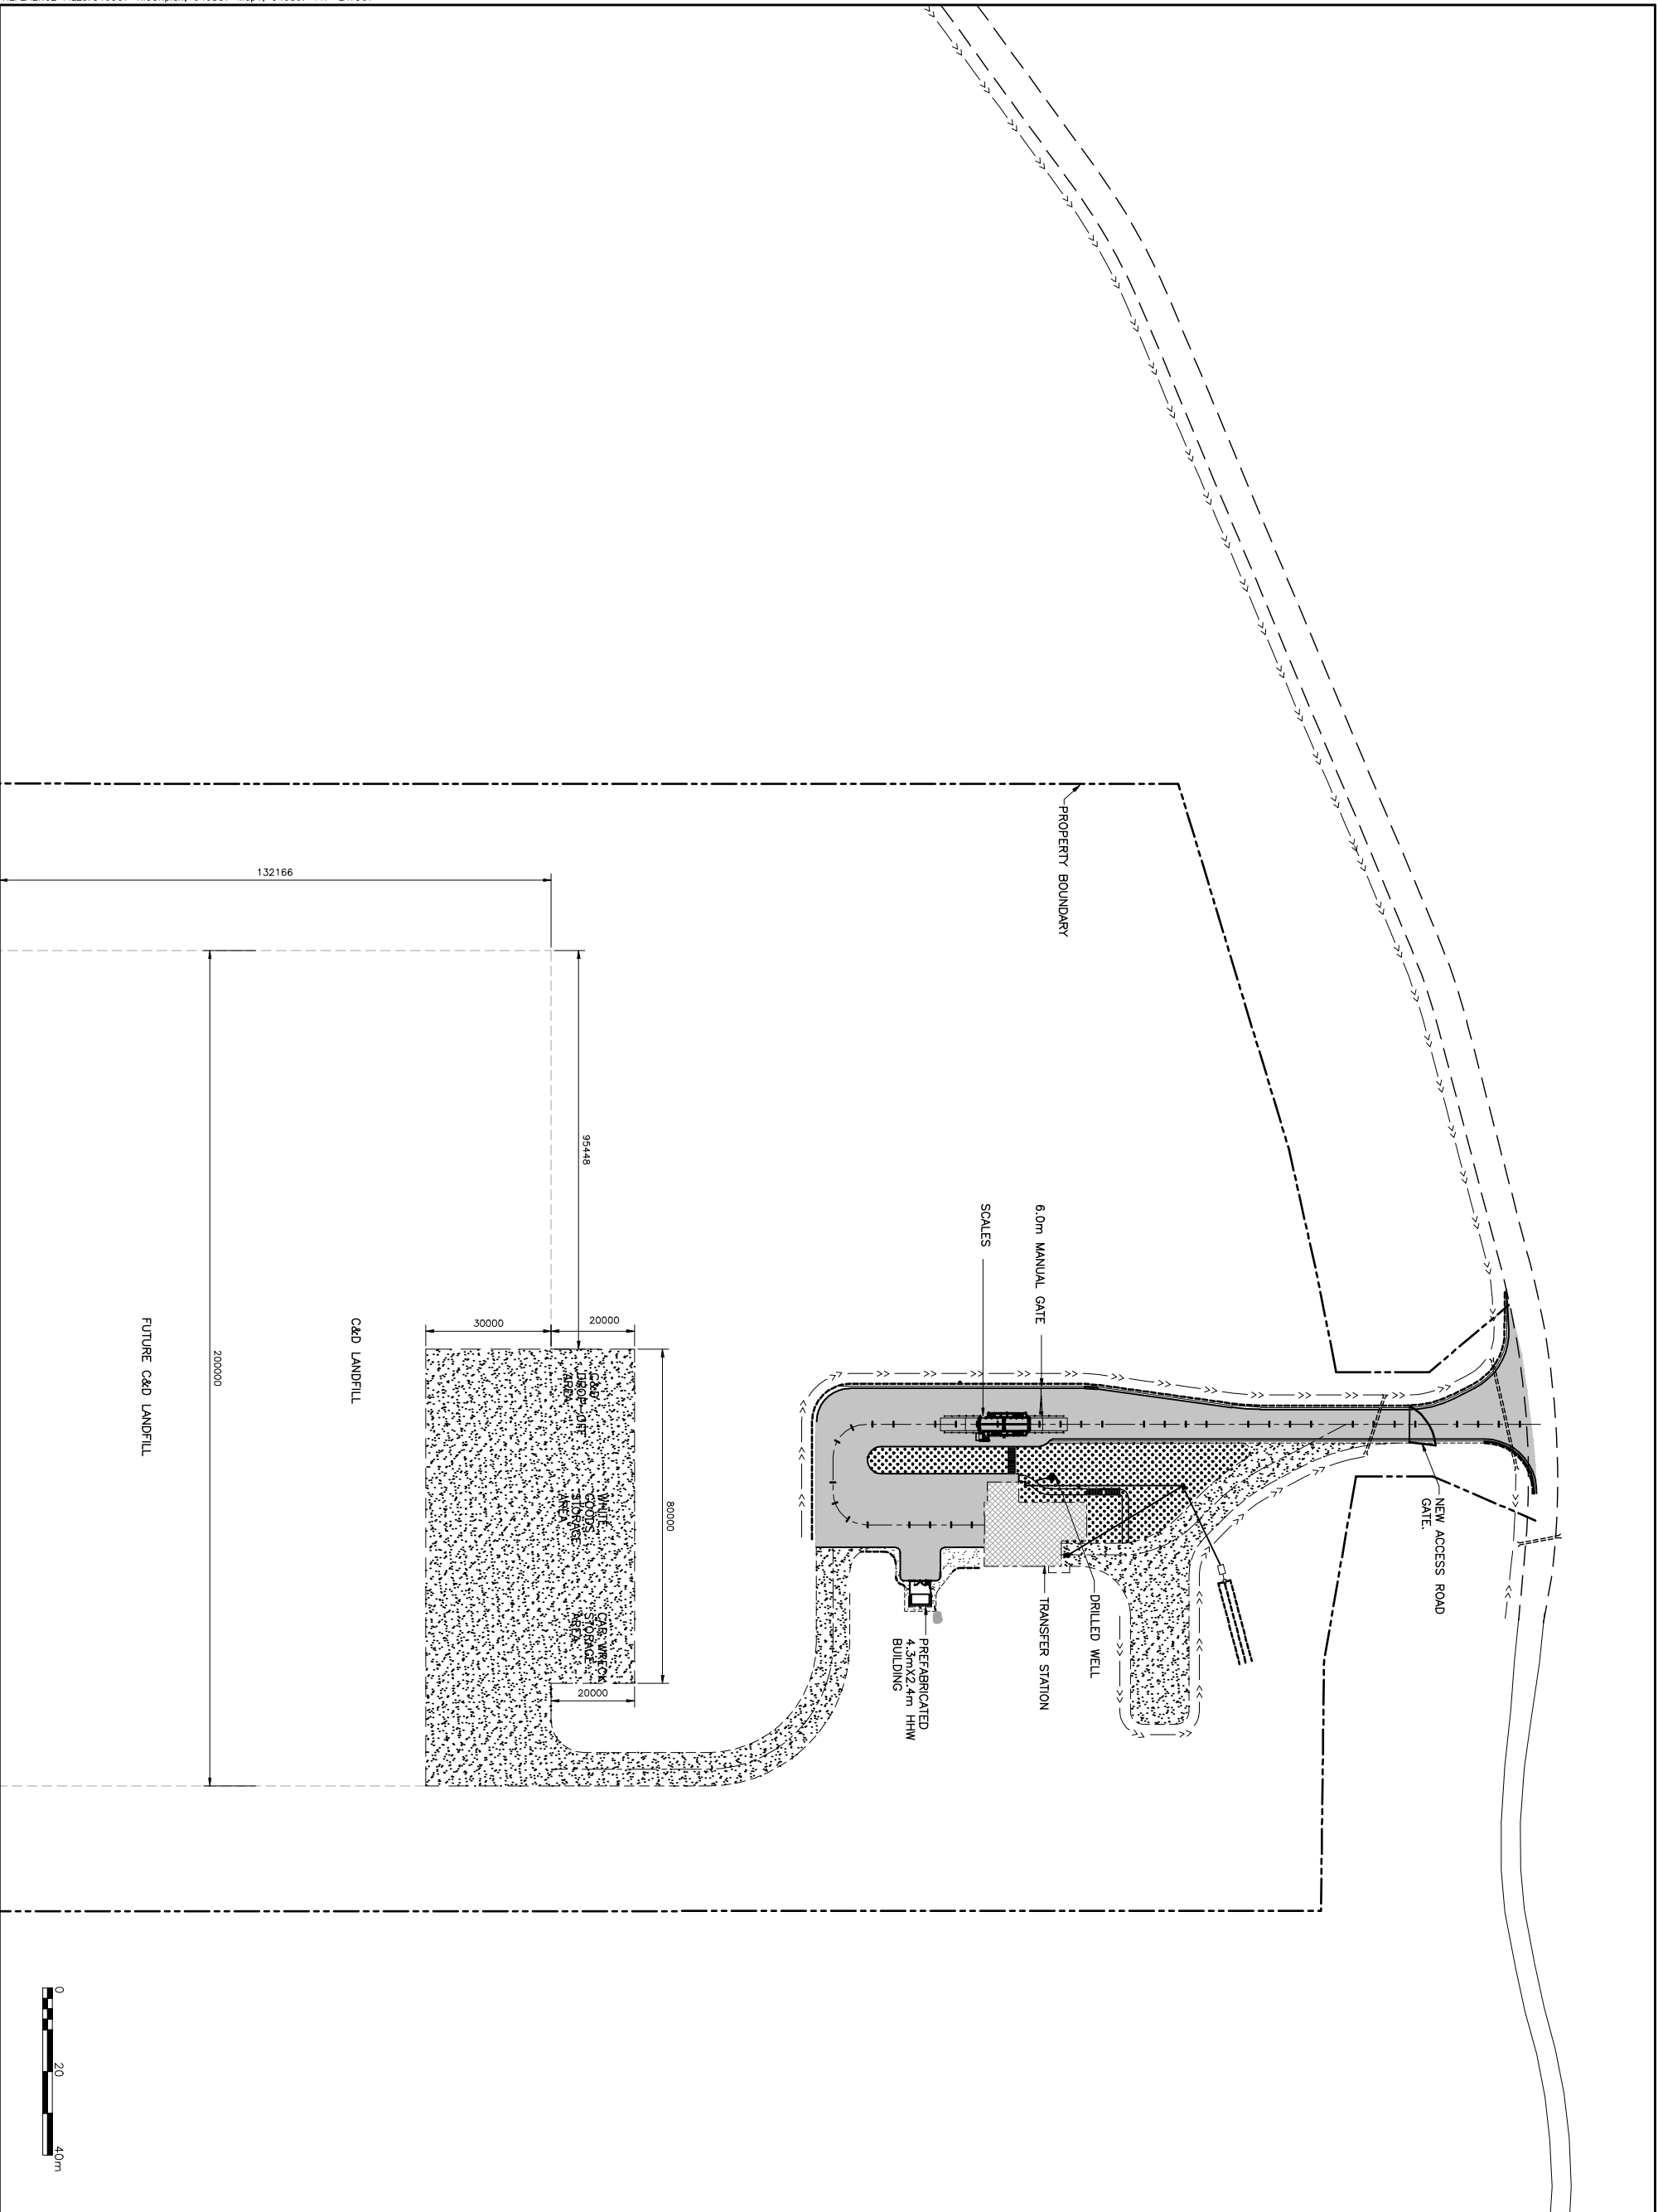 PROPERTY BOUNDARY
132166
95448
200000
30000
20000
80000
20000
6.0m MANUAL GATE
SCALES
NEW ACCESS ROAD
GATE.
DRILLED WELL
TRANSFER STATION
PREFABRICATED
4.3mX2.4m HHW
BUILDING
C&D
DROP-OFF
AREA
WHITE
GOODS
STORAGE
AREA
CAR WRECK
STORAGE
AREA
C&D LANDFILL
FUTURE C&D LANDFILL
0
20
40m